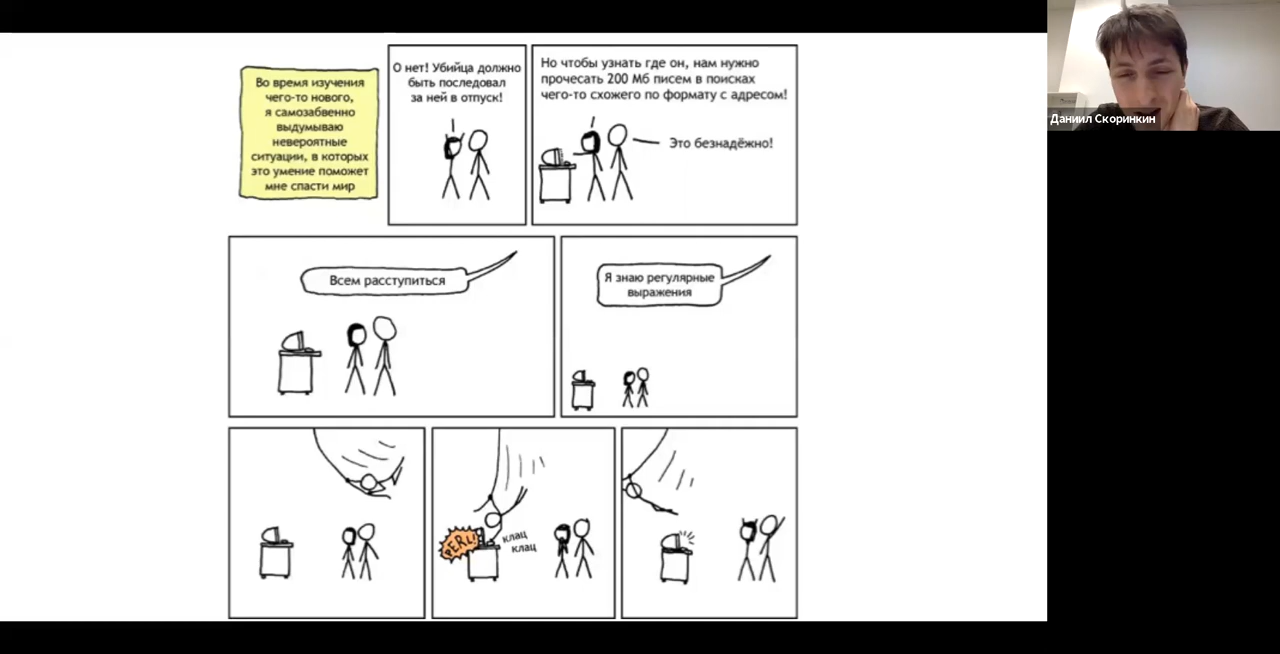 Во время изучения
чего-то нового,
я самозабвенно
выдумываю
невероятные
ситуации, в которых
это умение поможет
мне спасти мир
О нет! Убийца должно
быть последовал
за ней в отпуск!
Но чтобы узнать где он, нам нужно
прочесать 200 Мб писем в поисках
чего-то схожего по формату с адресом!
Это безнадёжно!
Всем расступиться
Я знаю регулярные
выражения
PERL!
клац
клац
Даниил Скоринкин